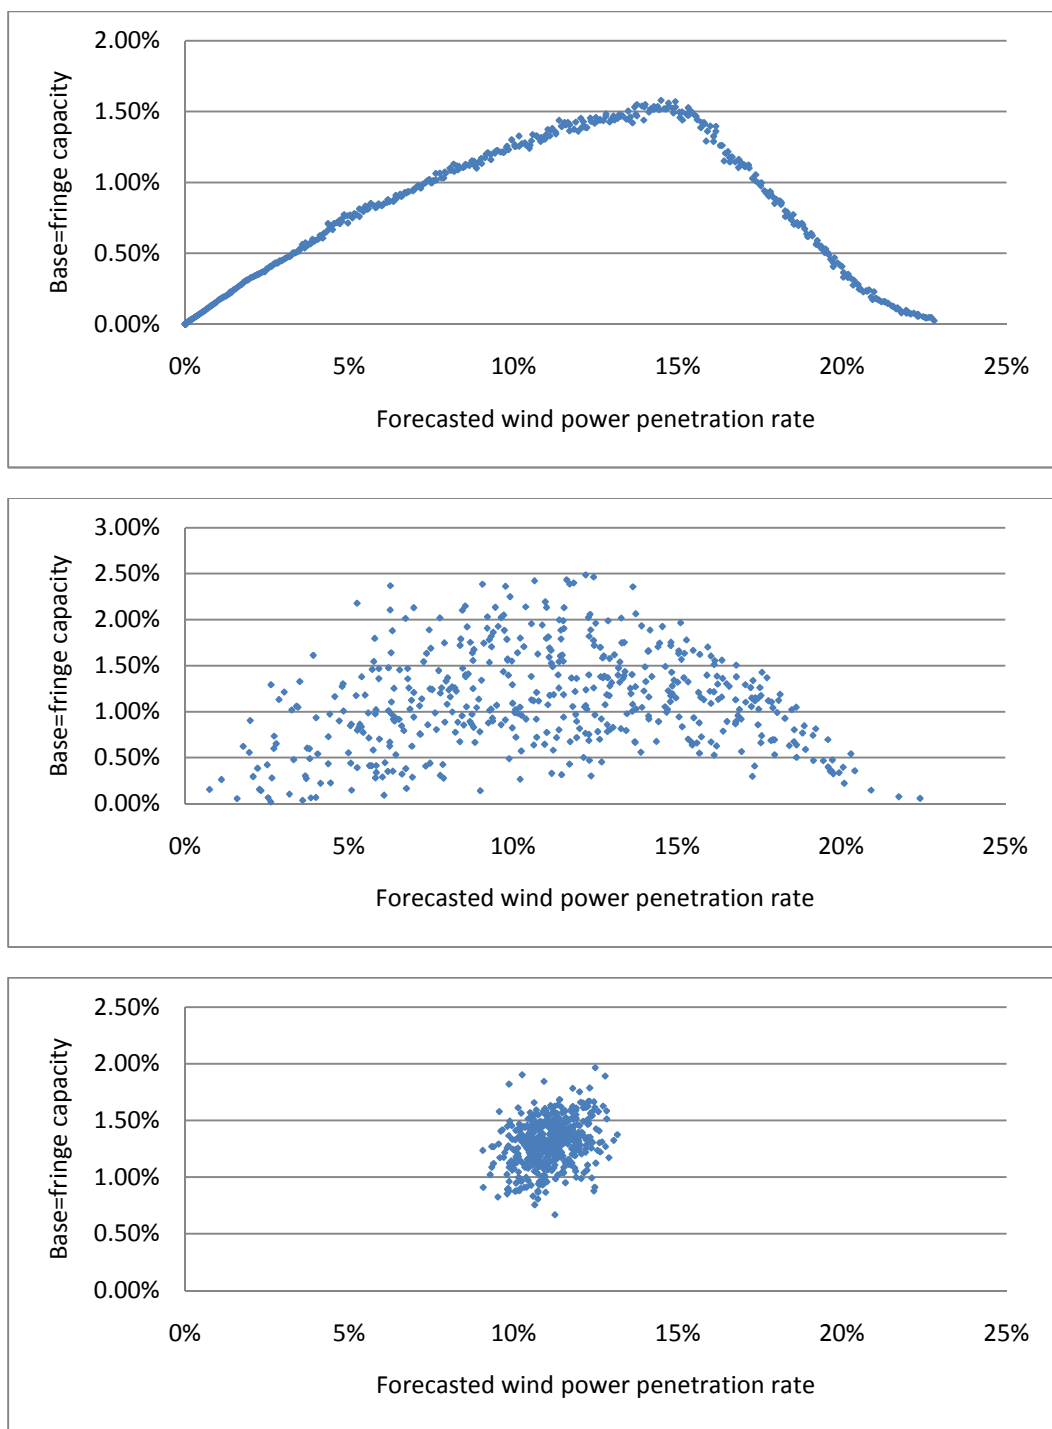 2.00%
1.50%
1.00%
0.50%
0.00%
Base=fringe capacity
0% 5% 10% 15% 20% 25%
Forecasted wind power penetration rate
3.00%
2.50%
2.00%
1.50%
1.00%
0.50%
0.00%
Base=fringe capacity
0% 5% 10% 15% 20% 25%
Forecasted wind power penetration rate
2.50%
2.00%
1.50%
1.00%
0.50%
0.00%
Base=fringe capacity
0% 5% 10% 15% 20% 25%
Forecasted wind power penetration rate